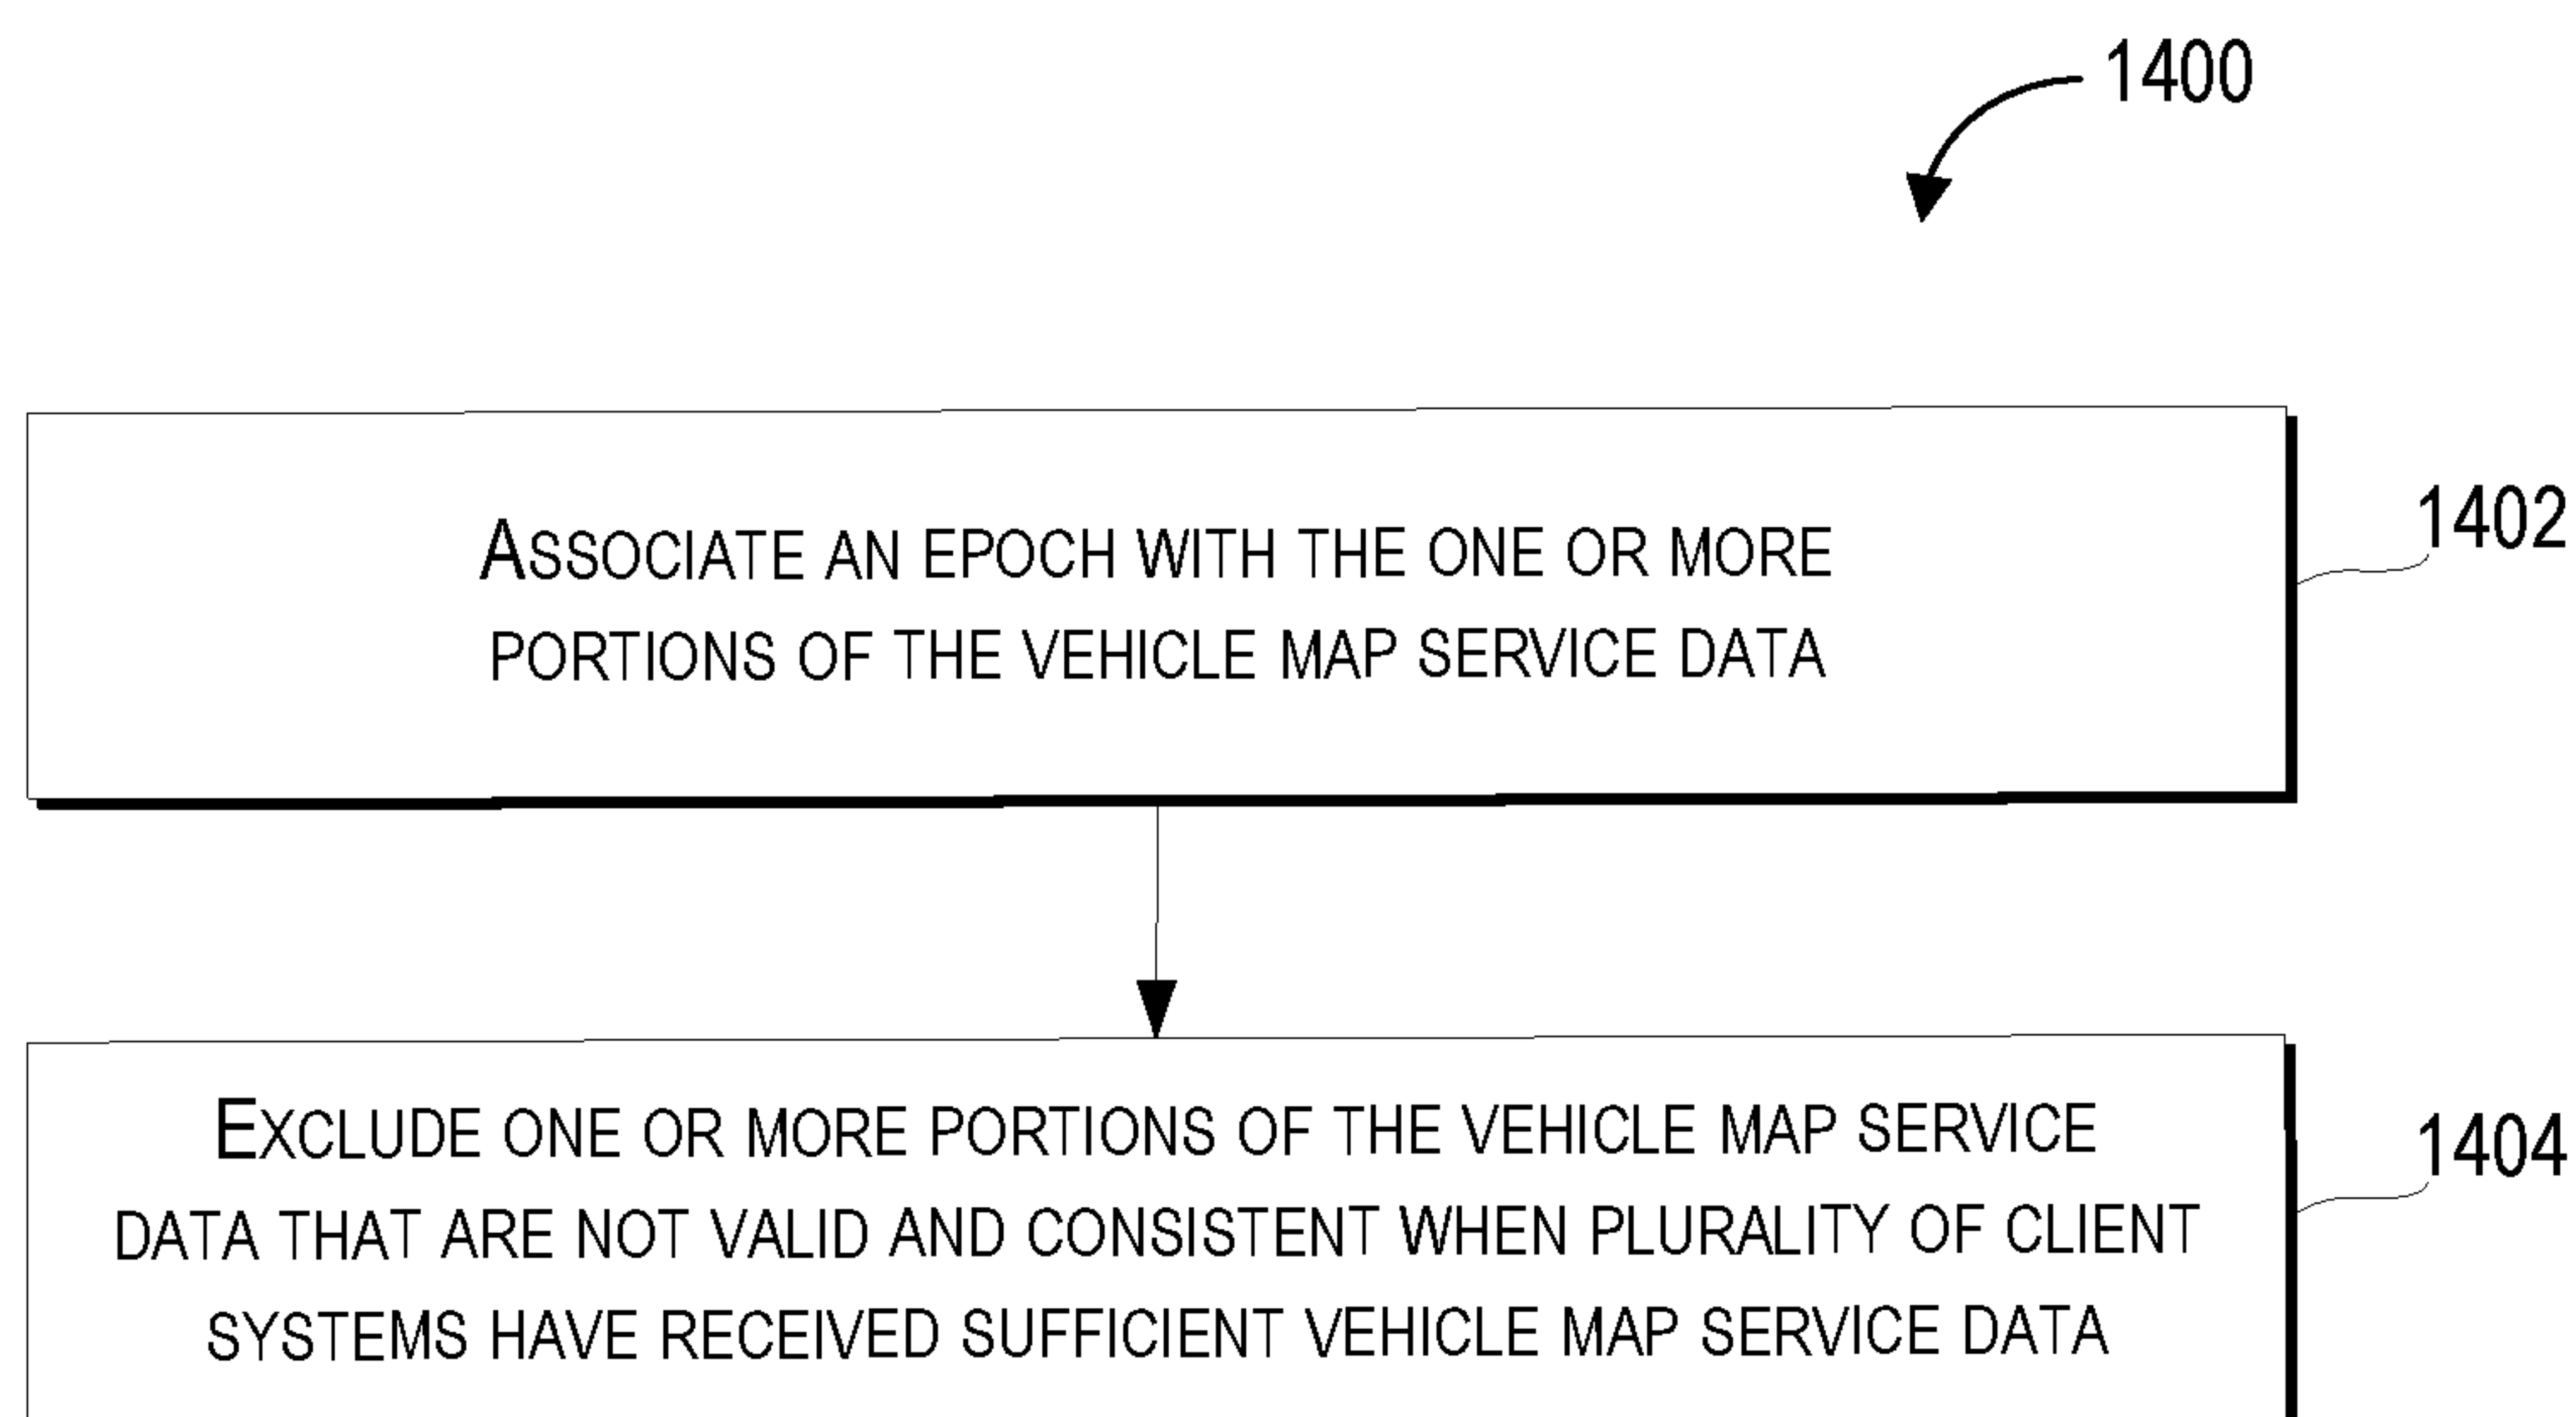 1400
ASSOCIATE AN EPOCH WITH THE ONE OR MORE
PORTIONS OF THE VEHICLE MAP SERVICE DATA
1402
EXCLUDE ONE OR MORE PORTIONS OF THE VEHICLE MAP SERVICE
DATA THAT ARE NOT VALID AND CONSISTENT WHEN PLURALITY OF CLIENT
SYSTEMS HAVE RECEIVED SUFFICIENT VEHICLE MAP SERVICE DATA
1404